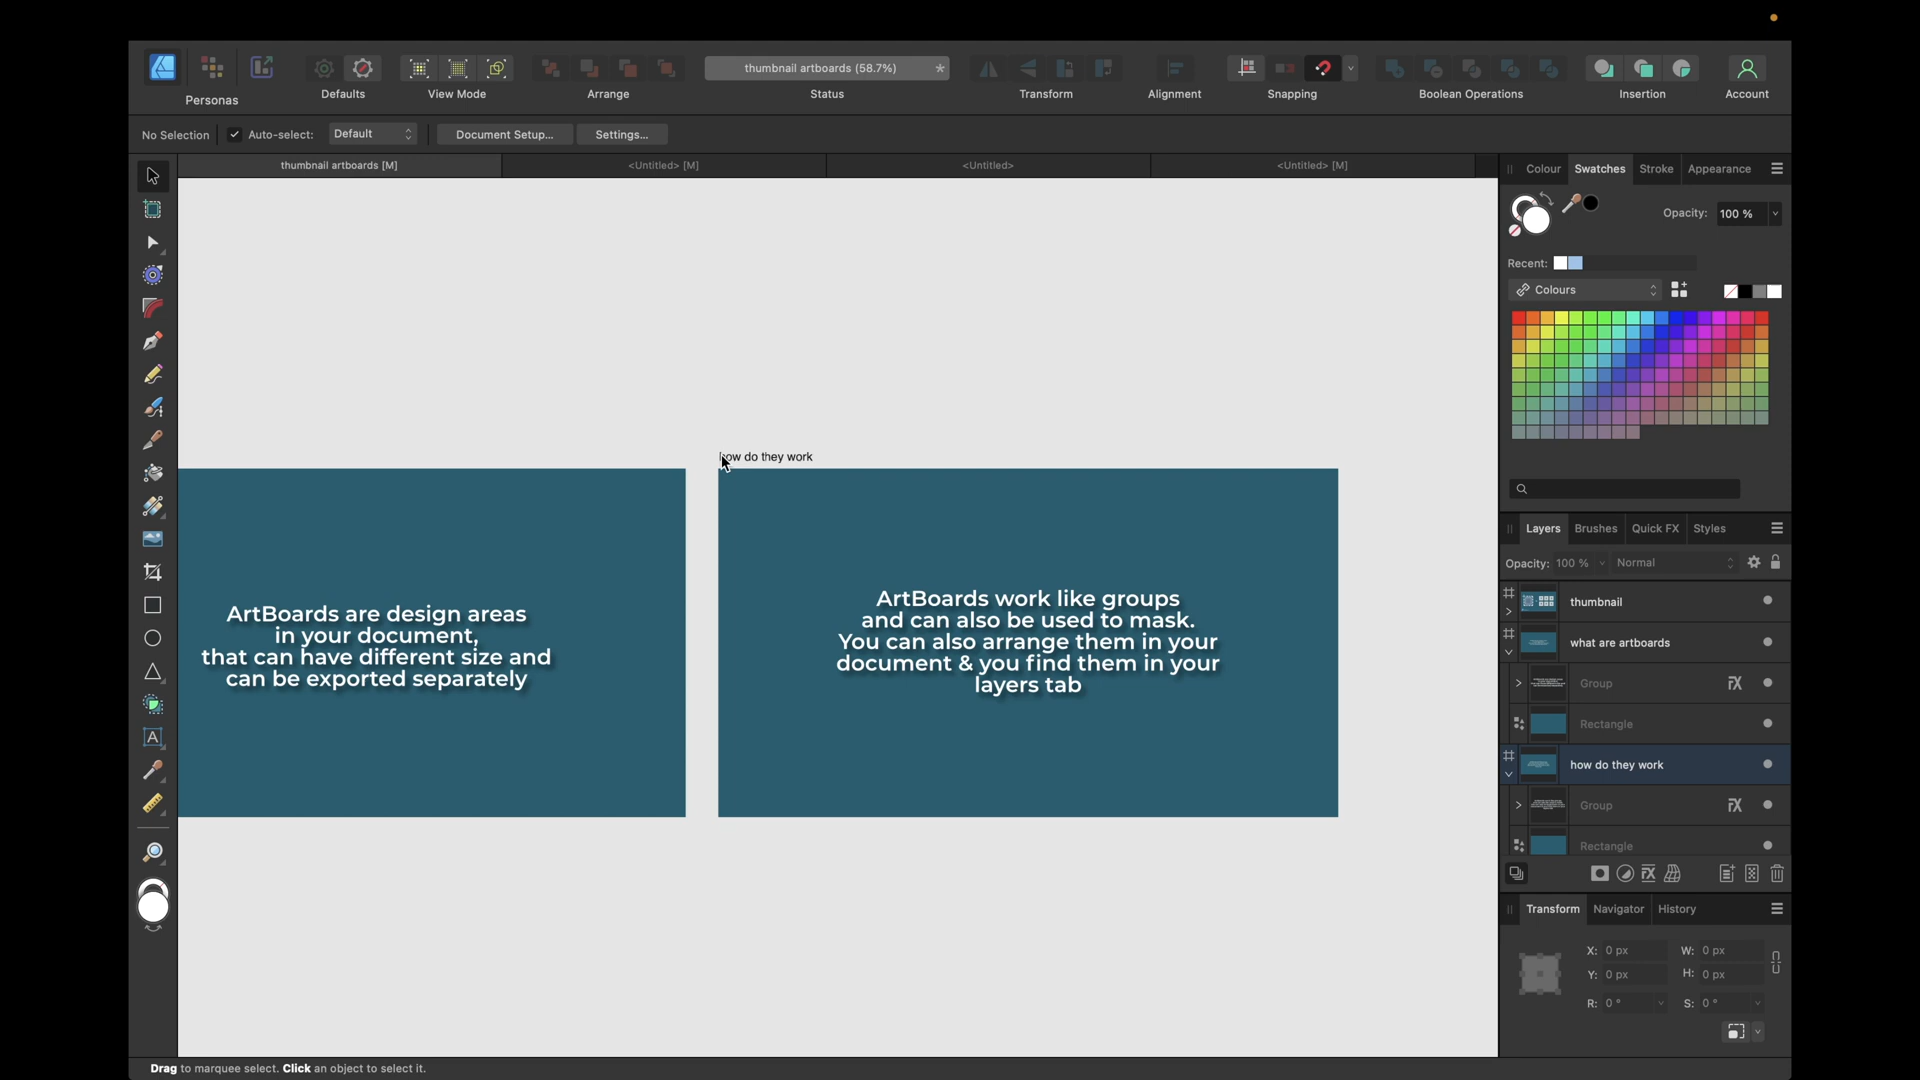 thumbnail artboards (58.7%) *
Personas
Defaults
View Mode
Arrange
Status
Transform
Alignment
Snapping
Boolean Operations
Insertion
Account
No Selection
Auto-select:
Default
Document Setup...
Settings...
thumbnail artboards [M]
<Untitled> [M]
<Untitled>
<Untitled> [M]
Colour
Swatches
Stroke
Appearance
Opacity:
100 %
Recent:
Colours
how do they work
ArtBoards are design areas
in your document,
that can have different size and
can be exported separately
ArtBoards work like groups
and can also be used to mask.
You can also arrange them in your
document & you find them in your
layers tab
A
Layers
Brushes
Quick FX
Styles
Opacity: 100 %
Normal
thumbnail
what are artboards
Group
Rectangle
how do they work
Group
Rectangle
Transform
Navigator
History
X: 0 px
W: 0 px
Y: 0 px
H: 0 px
R: 0 °
S: 0 °
Drag to marquee select. Click an object to select it.